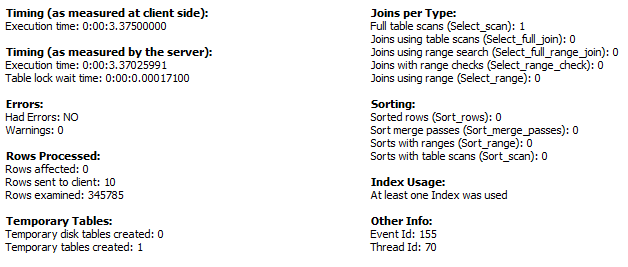 Timing (as measured at client side):
Execution time: 0:00:3.37500000
Timing (as measured by the server):
Execution time: 0:00:3.37025991
Table lock wait time: 0:00:0.00017100
Errors:
Had Errors: NO
Warnings: 0
Rows Processed:
Rows affected: 0
Rows sent to client: 10
Rows examined: 345785
Temporary Tables:
Temporary disk tables created: 0
Temporary tables created: 1
Joins per Type:
Full table scans (Select_scan): 1
Joins using table scans (Select_full_join): 0
Joins using range search (Select_full_range_join): 0
Joins with range checks (Select_range_check): 0
Joins using range (Select_range): 0
Sorting:
Sorted rows (Sort_rows): 0
Sort merge passes (Sort_merge_passes): 0
Sorts with ranges (Sort_range): 0
Sorts with table scans (Sort_scan): 0
Index Usage:
At least one Index was used
Other Info:
Event Id: 155
Thread Id: 70